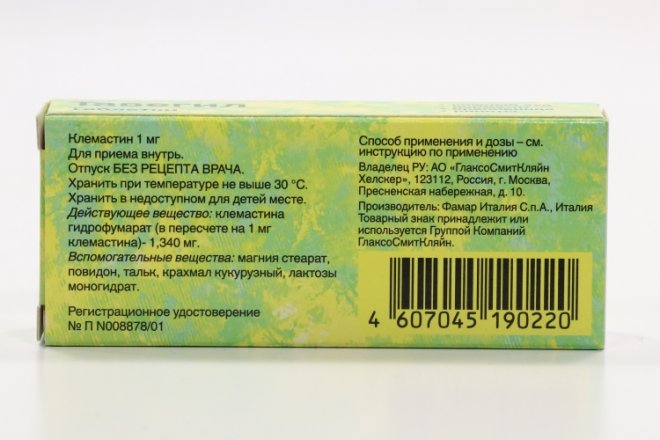 Тавегил
таблетки
Клемастин 1 мг
Для приема внутрь.
Отпуск БЕЗ РЕЦЕПТА ВРАЧА.
Хранить при температуре не выше 30 °C.
Хранить в недоступном для детей месте.
Действующее вещество: клемастина
гидрофумарат (в пересчете на 1 мг
клемастина)- 1,340 мг.
Вспомогательные вещества: магния стеарат,
повидон, тальк, крахмал кукурузный, лактозы
моногидрат.
Регистрационное удостоверение
№ П N008878/01
Способ применения и дозы – см.
инструкцию по применению
Владелец РУ: АО «ГлаксоСмитКляйн
Хелскер», 123112, Россия, г. Москва,
Пресненская набережная, д. 10.
Производитель: Фамар Италия С.п.А., Италия
Товарный знак принадлежит или
используется Группой Компаний
ГлаксоСмитКляйн.
4 607045 190220